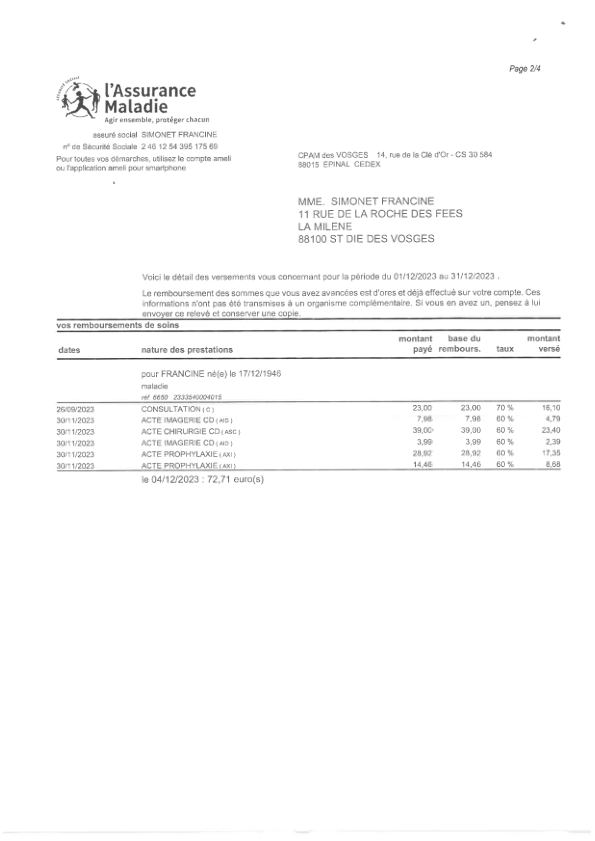 Page 2/4
assurance sociale
l'Assurance
Maladie
Agir ensemble, protéger chacun
assuré social SIMONET FRANCINE
n° de Sécurité Sociale 2 46 12 54 395 175 69
Pour toutes vos démarches, utilisez le compte ameli
ou l'application ameli pour smartphone
CPAM des VOSGES 14, rue de la Clé d'Or - CS 30 584
88015 EPINAL CEDEX
MME. SIMONET FRANCINE
11 RUE DE LA ROCHE DES FEES
LA MILENE
88100 ST DIE DES VOSGES
Voici le détail des versements vous concernant pour la période du 01/12/2023 au 31/12/2023 .
Le remboursement des sommes que vous avez avancées est d'ores et déjà effectué sur votre compte. Ces
informations n'ont pas été transmises à un organisme complémentaire. Si vous en avez un, pensez à lui
envoyer ce relevé et conserver une copie.
vos remboursements de soins
dates nature des prestations montant payé base du rembours. taux montant versé
pour FRANCINE né(e) le 17/12/1946
maladie
réf 6650 2333540004015
26/09/2023 CONSULTATION ( C ) 23,00 23,00 70 % 16,10
30/11/2023 ACTE IMAGERIE CD ( AID ) 7,98 7,98 60 % 4,79
30/11/2023 ACTE CHIRURGIE CD ( ASC ) 39,00 39,00 60 % 23,40
30/11/2023 ACTE IMAGERIE CD ( AID ) 3,99 3,99 60 % 2,39
30/11/2023 ACTE PROPHYLAXIE ( AXI ) 28,92 28,92 60 % 17,35
30/11/2023 ACTE PROPHYLAXIE ( AXI ) 14,46 14,46 60 % 8,68
le 04/12/2023 : 72,71 euro(s)